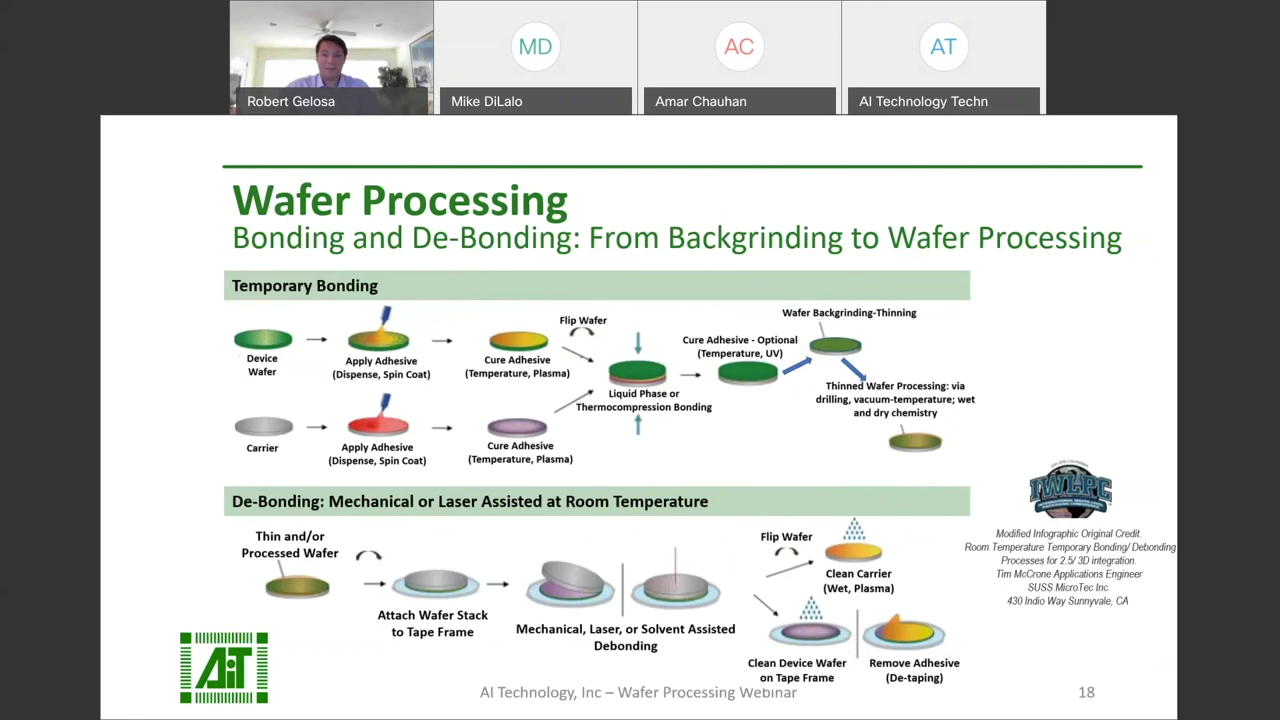 MD
AC
AT
Robert Gelosa
Mike DiLalo
Amar Chauhan
AI Technology Techn
Wafer Processing
Bonding and De-Bonding: From Backgrinding to Wafer Processing
Temporary Bonding
Device
Wafer
Apply Adhesive
(Dispense, Spin Coat)
Cure Adhesive
(Temperature, Plasma)
Flip Wafer
Carrier
Apply Adhesive
(Dispense, Spin Coat)
Cure Adhesive
(Temperature, Plasma)
Liquid Phase or
Thermocompression Bonding
Cure Adhesive - Optional
(Temperature, UV)
Wafer Backgrinding-Thinning
Thinned Wafer Processing: via
drilling, vacuum-temperature; wet
and dry chemistry
De-Bonding: Mechanical or Laser Assisted at Room Temperature
Thin and/or
Processed Wafer
Attach Wafer Stack
to Tape Frame
Mechanical, Laser, or Solvent Assisted
Debonding
Flip Wafer
Clean Carrier
(Wet, Plasma)
Clean Device Wafer
on Tape Frame
Remove Adhesive
(De-taping)
IWLPC
Modified Infographic Original Credit.
Room Temperature Temporary Bonding/ Debonding
Processes for 2.5/ 3D integration.
Tim McCrone Applications Engineer
SUSS MicroTec Inc.
430 Indio Way Sunnyvale, CA
AiT
AI Technology, Inc – Wafer Processing Webinar
18